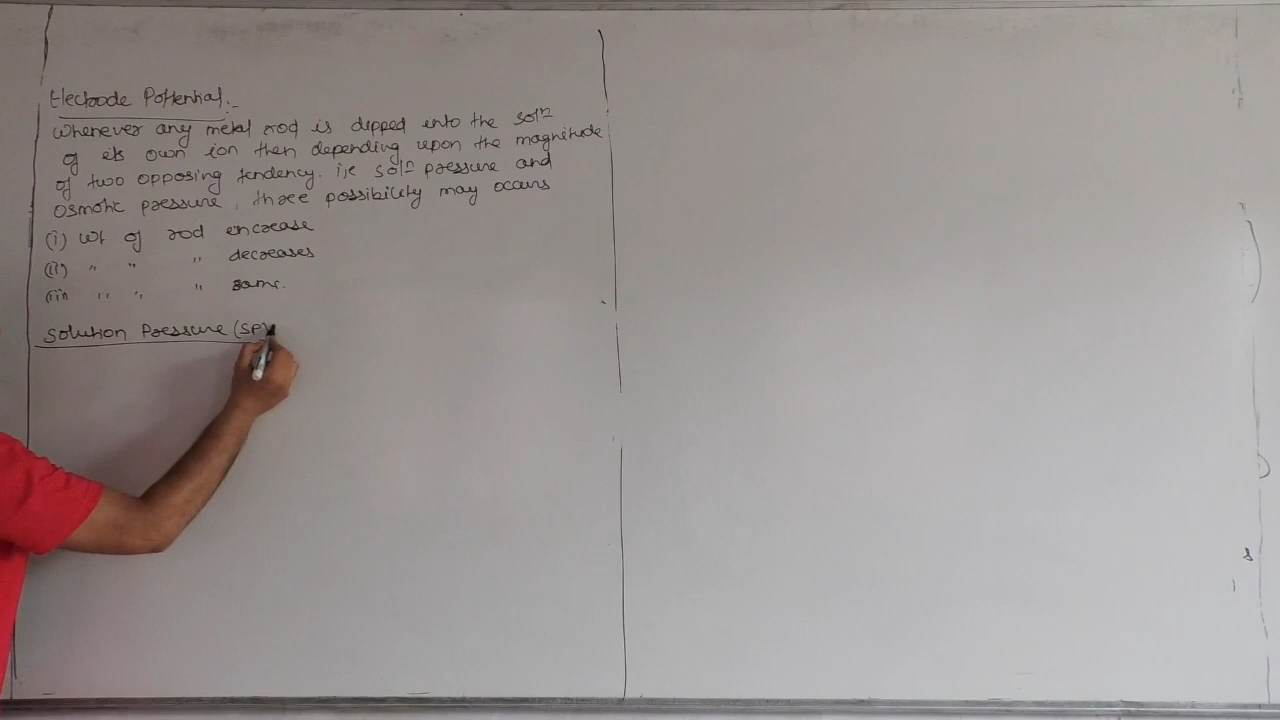 Electrode Potential:-
Whenever any metal rod is dipped into the solⁿ
of its own ion then depending upon the magnitude
of two opposing tendency. i.e solⁿ pressure and
osmotic pressure, three possibility may occurs
(i) Wt of rod encrease
(ii) " " " decreases
(iii " " " same.
Solution Pressure (SP)
s